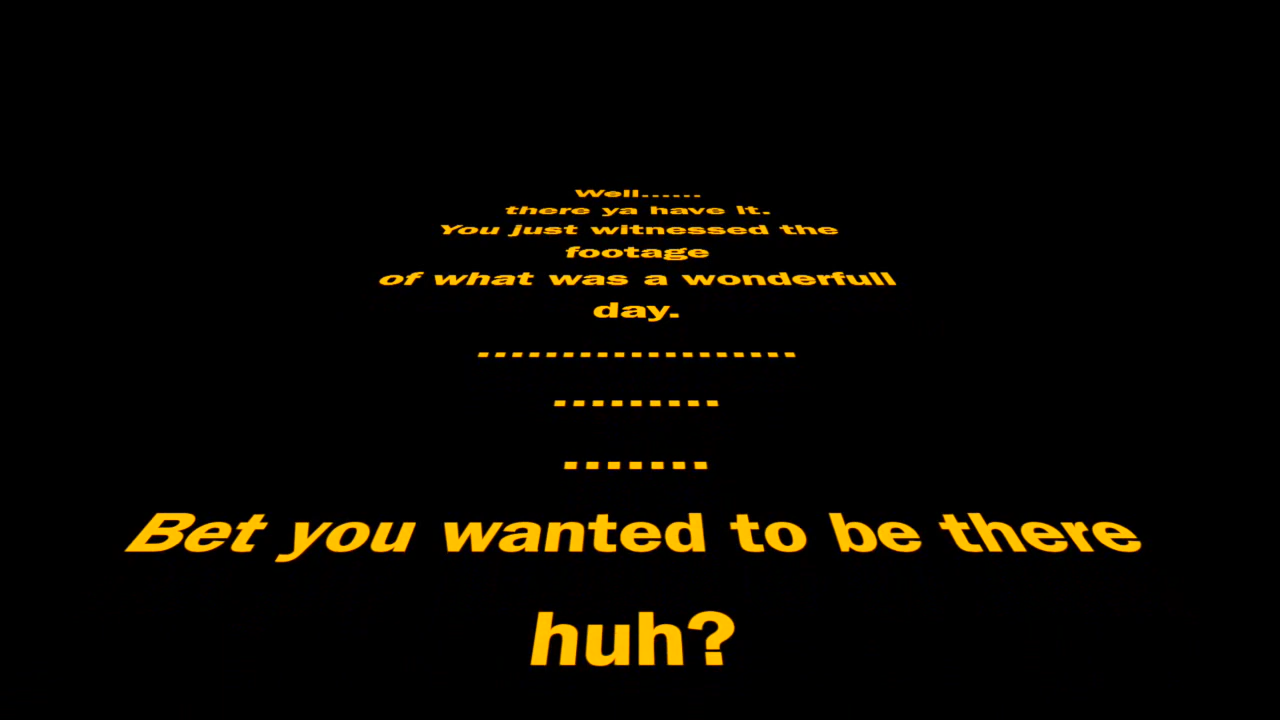 Well......
there ya have it.
You just witnessed the
footage
of what was a wonderfull
day.
-------------------
---------
-------
Bet you wanted to be there
huh?